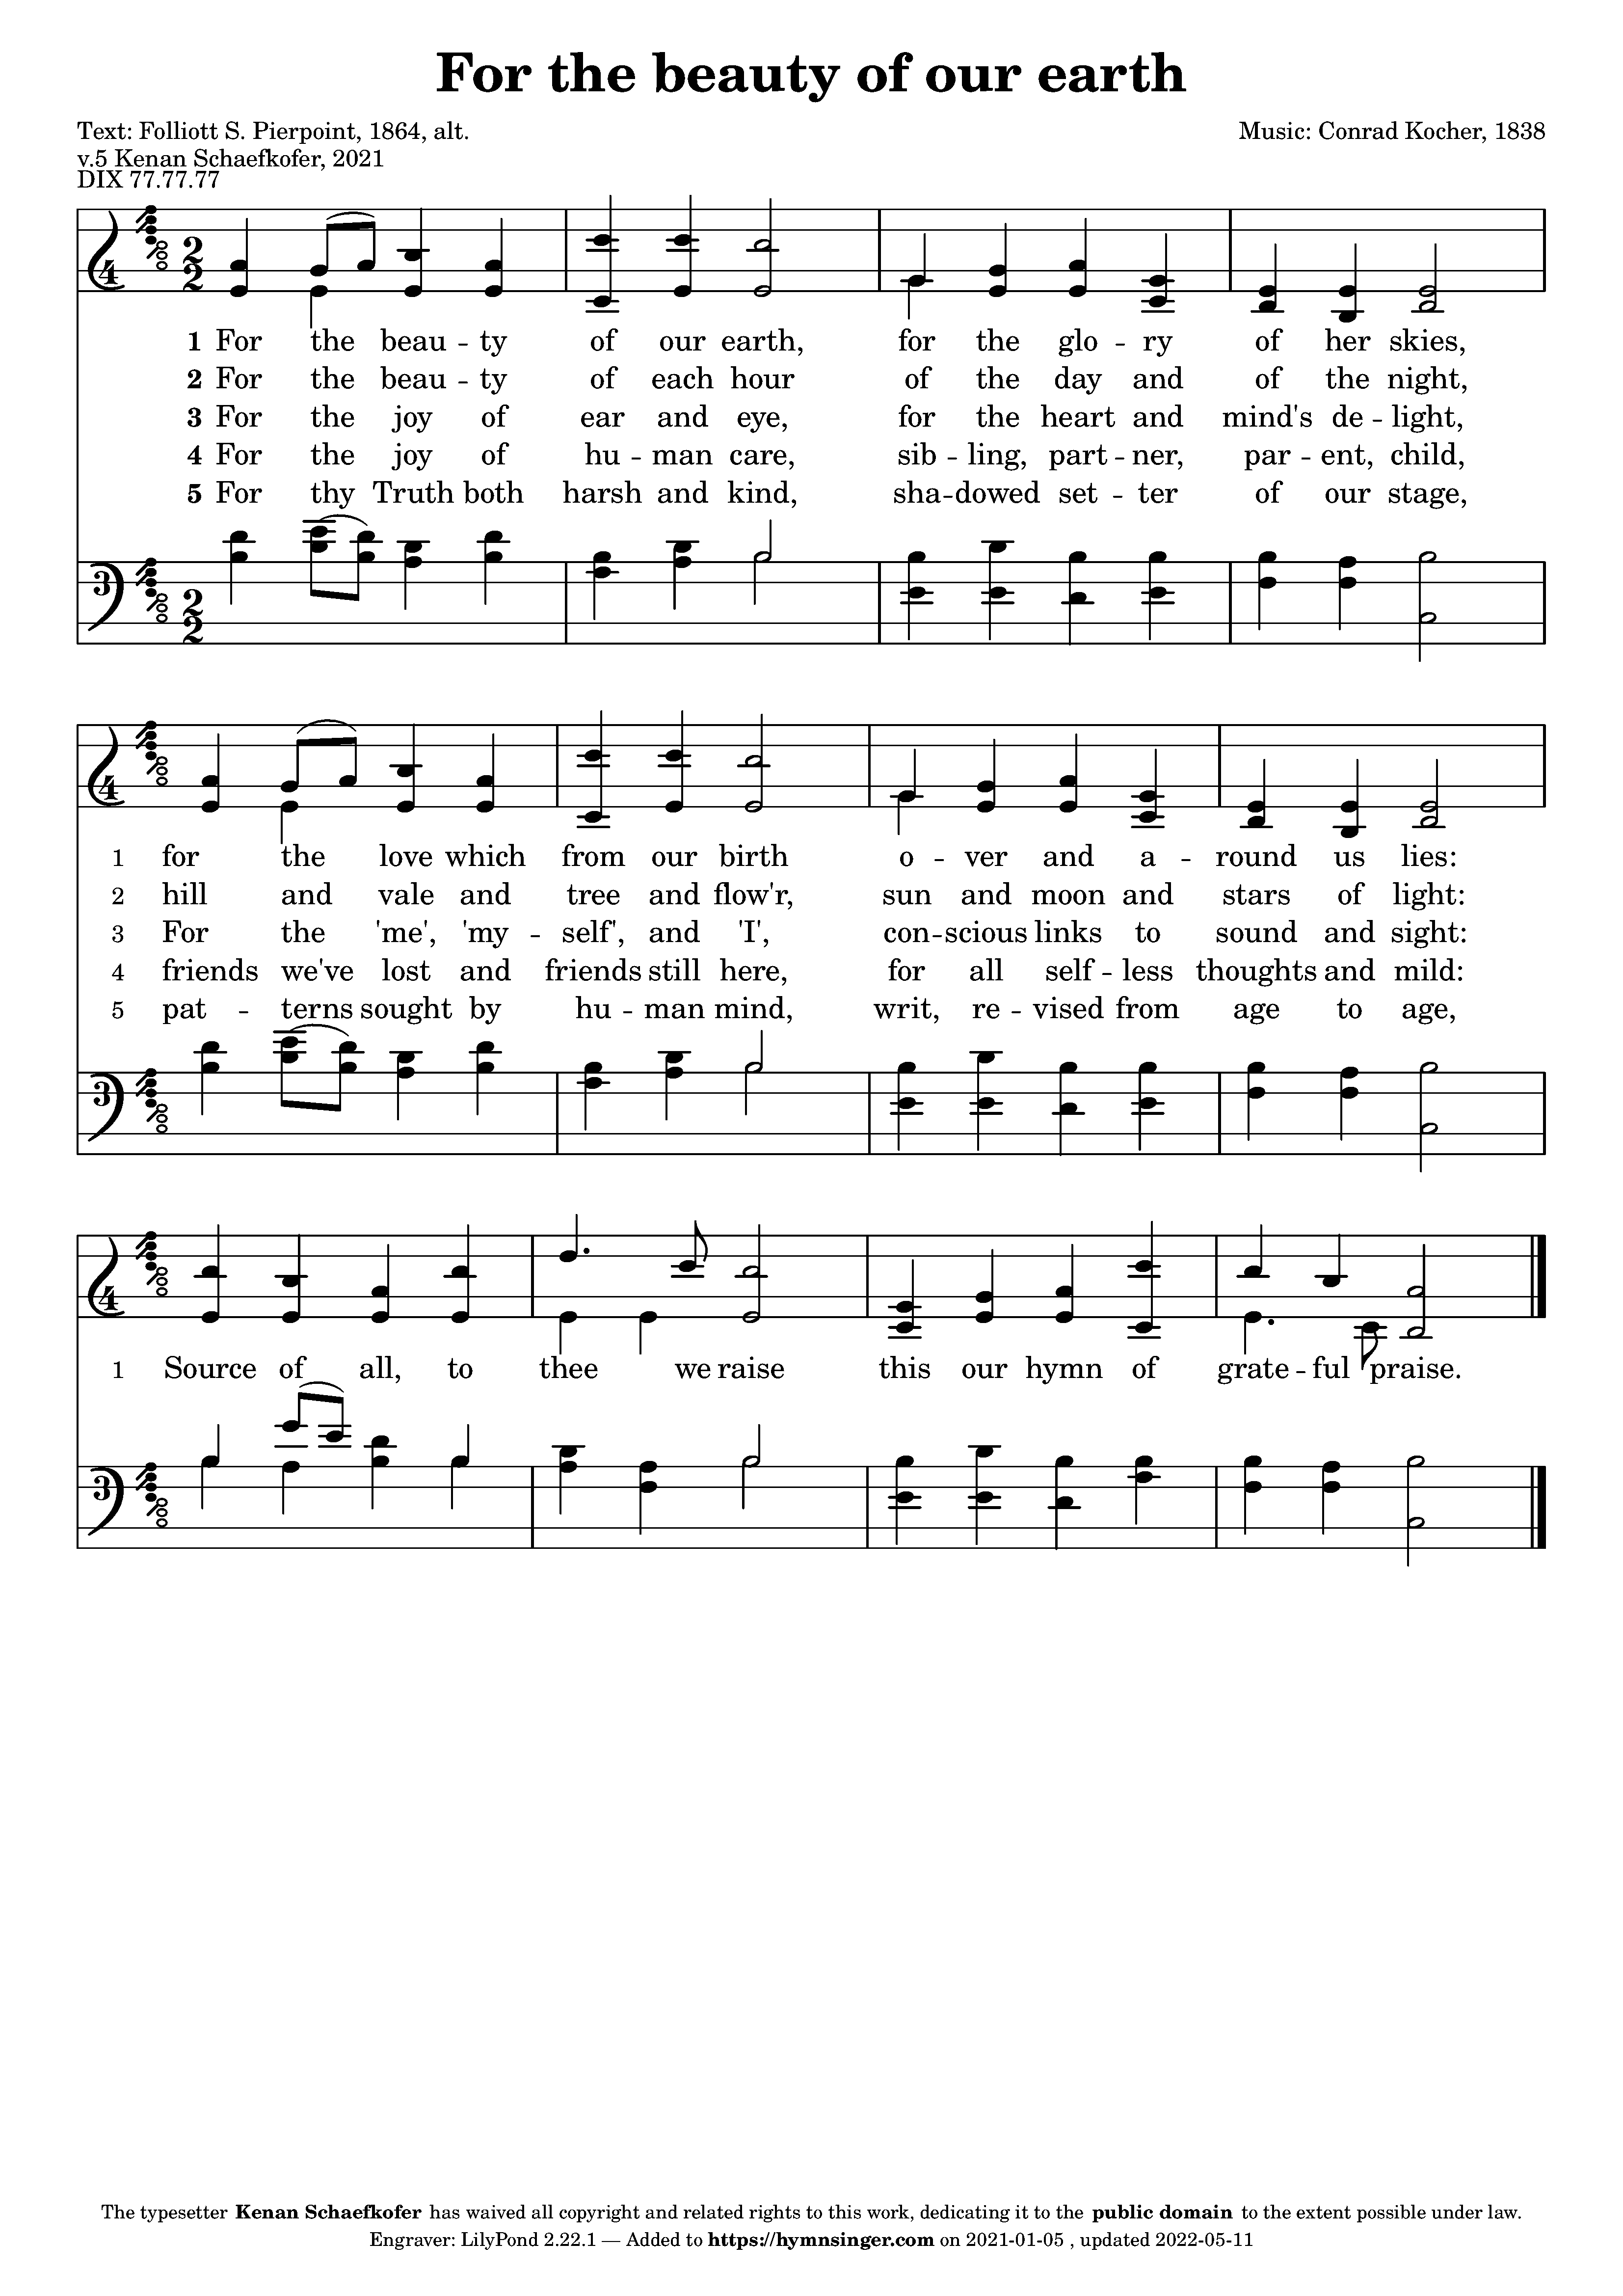 For the beauty of our earth
Text: Folliott S. Pierpoint, 1864, alt. Music: Conrad Kocher, 1838
v.5 Kenan Schaefkofer, 2021
DIX 77.77.77
4 2 2
1 For the beau -- ty of our earth, for the glo -- ry of her skies,
2 For the beau -- ty of each hour of the day and of the night,
3 For the joy of ear and eye, for the heart and mind's de -- light,
4 For the joy of hu -- man care, sib -- ling, part -- ner, par -- ent, child,
5 For thy Truth both harsh and kind, sha -- dowed set -- ter of our stage,
3 2 2
4
1 for the love which from our birth o -- ver and a -- round us lies:
2 hill and vale and tree and flow'r, sun and moon and stars of light:
3 For the 'me', 'my -- self', and 'I', con -- scious links to sound and sight:
4 friends we've lost and friends still here, for all self -- less thoughts and mild:
5 pat -- terns sought by hu -- man mind, writ, re -- vised from age to age,
3
4
1 Source of all, to thee we raise this our hymn of grate -- ful praise.
3
The typesetter Kenan Schaefkofer has waived all copyright and related rights to this work, dedicating it to the public domain to the extent possible under law.
Engraver: LilyPond 2.22.1 — Added to https://hymnsinger.com on 2021-01-05 , updated 2022-05-11